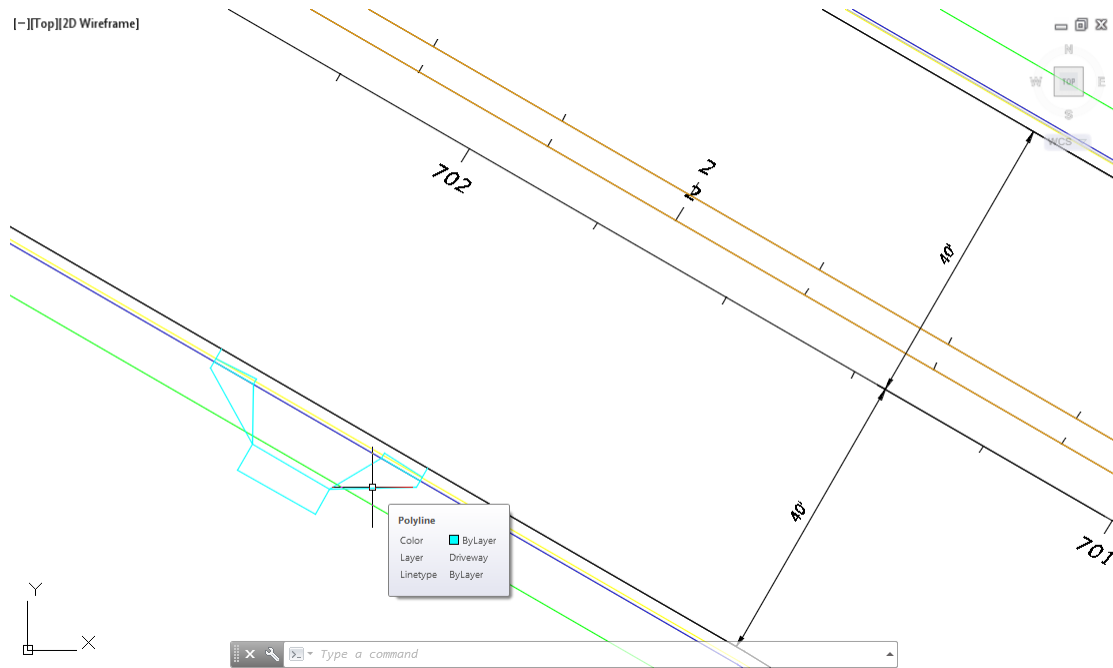 [−][Top][2D Wireframe]
N
W TOP E
S
WCS
2
2
702
40'
40'
701
Polyline
Color ByLayer
Layer Driveway
Linetype ByLayer
Y
X
Type a command